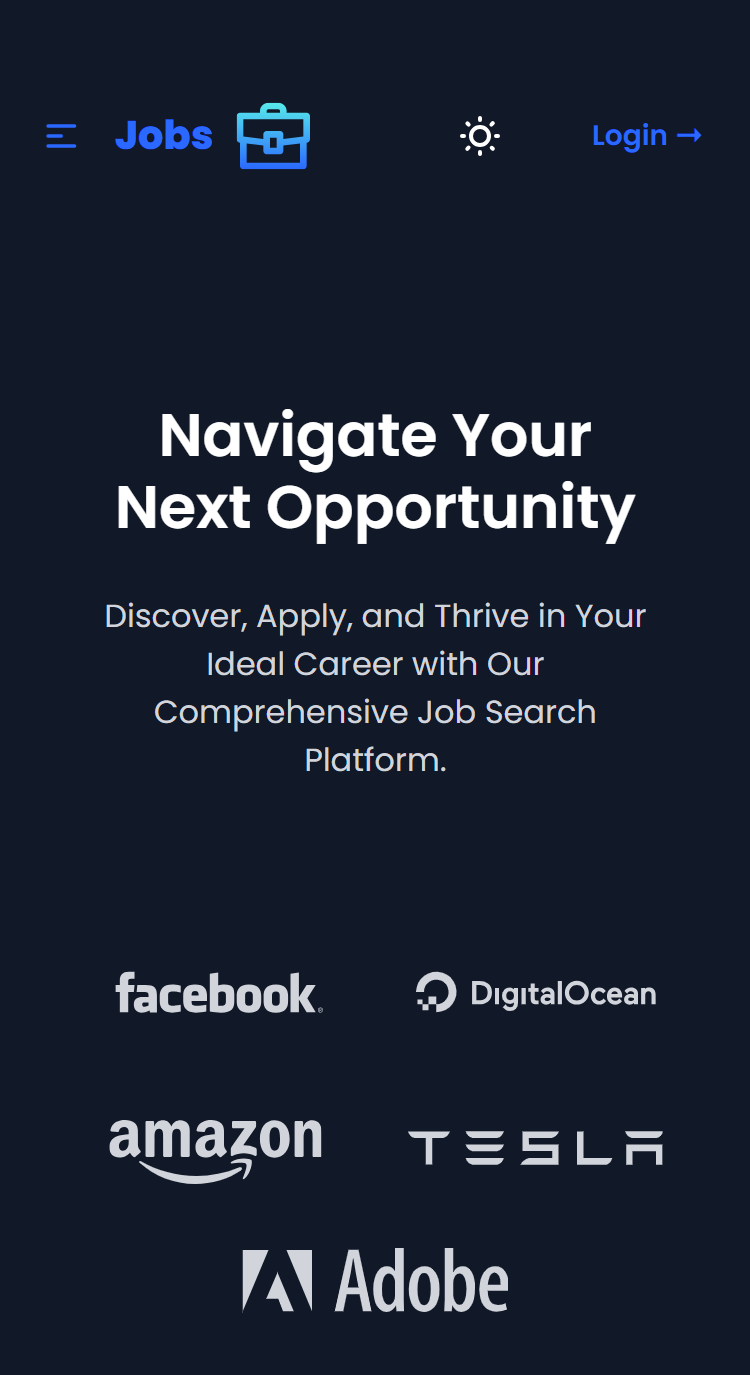 Jobs
Login →
Navigate Your
Next Opportunity
Discover, Apply, and Thrive in Your
Ideal Career with Our
Comprehensive Job Search
Platform.
facebook®
DigitalOcean
amazon
TESLA
Adobe